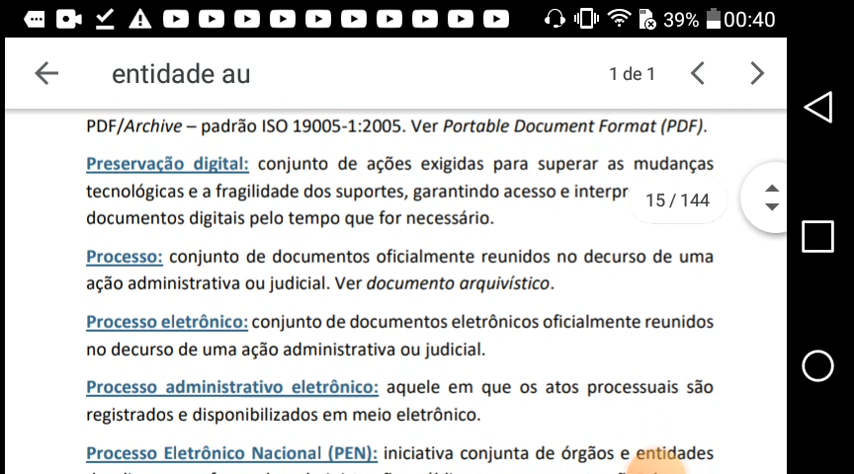 39% 00:40
entidade au 1 de 1
PDF/Archive – padrão ISO 19005-1:2005. Ver Portable Document Format (PDF).
Preservação digital: conjunto de ações exigidas para superar as mudanças
tecnológicas e a fragilidade dos suportes, garantindo acesso e interpr
15 / 144
documentos digitais pelo tempo que for necessário.
Processo: conjunto de documentos oficialmente reunidos no decurso de uma
ação administrativa ou judicial. Ver documento arquivístico.
Processo eletrônico: conjunto de documentos eletrônicos oficialmente reunidos
no decurso de uma ação administrativa ou judicial.
Processo administrativo eletrônico: aquele em que os atos processuais são
registrados e disponibilizados em meio eletrônico.
Processo Eletrônico Nacional (PEN): iniciativa conjunta de órgãos e entidades